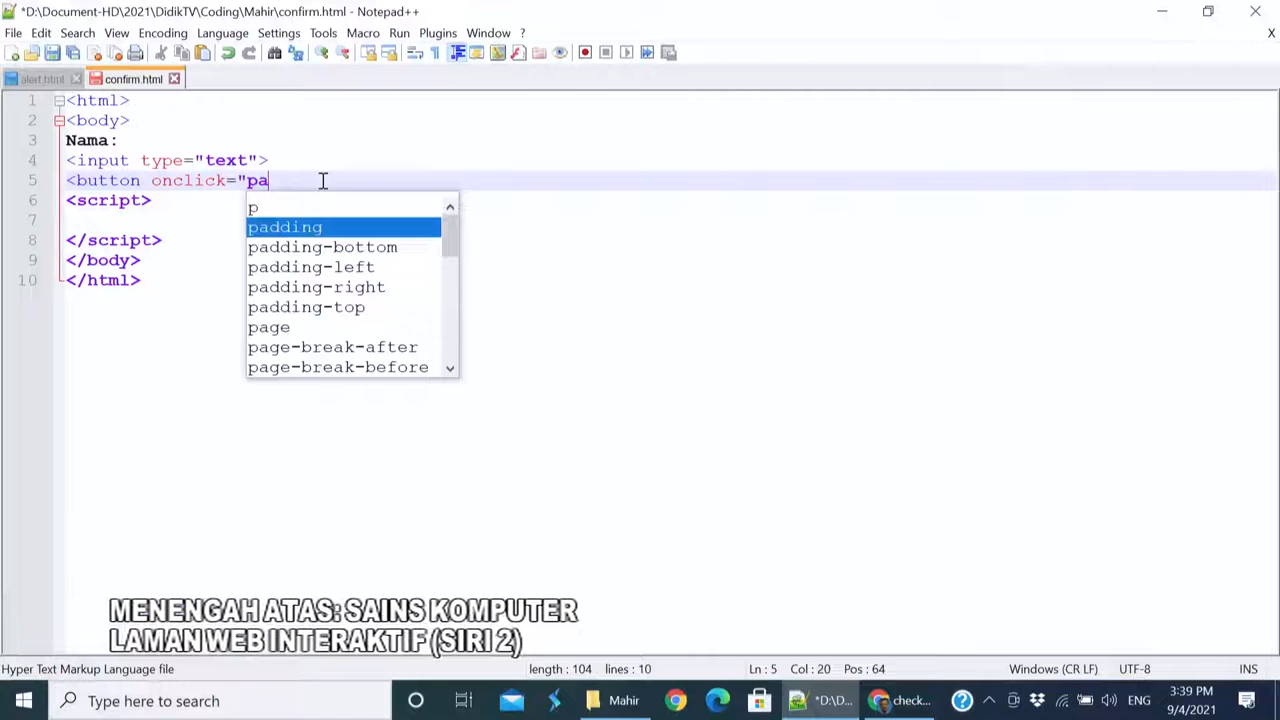 *D:\Document-HD\2021\DidikTV\Coding\Mahir\confirm.html - Notepad++
File Edit Search View Encoding Language Settings Tools Macro Run Plugins Window ? X
alert.html confirm.html
1 <html>
2 <body>
3 Nama:
4 <input type="text">
5 <button onclick="pa
6 <script>
7
8 </script>
9 </body>
10 </html>
p
padding
padding-bottom
padding-left
padding-right
padding-top
page
page-break-after
page-break-before
MENENGAH ATAS: SAINS KOMPUTER
LAMAN WEB INTERAKTIF (SIRI 2)
Hyper Text Markup Language file length : 104 lines : 10 Ln : 5 Col : 20 Pos : 64 Windows (CR LF) UTF-8 INS
Type here to search Mahir *D:\D... check... ENG 3:39 PM
9/4/2021